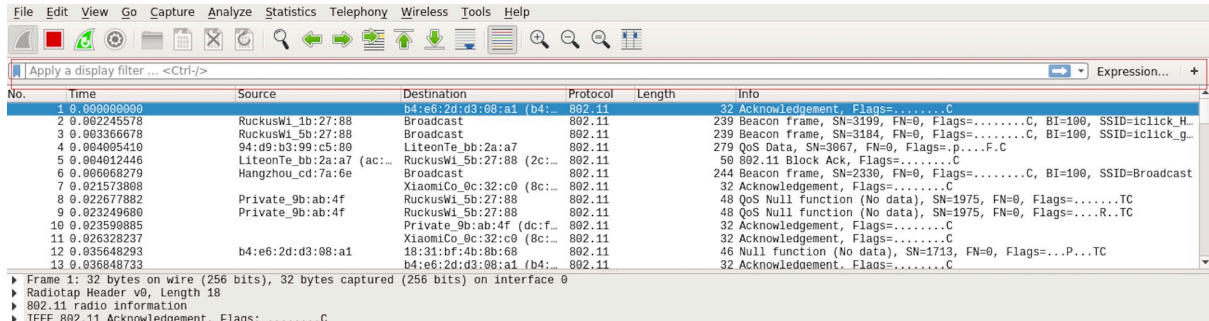 File Edit View Go Capture Analyze Statistics Telephony Wireless Tools Help
Apply a display filter ... <Ctrl-/> Expression... +
No. Time Source Destination Protocol Length Info
1 0.000000000 b4:e6:2d:d3:08:a1 (b4:… 802.11 32 Acknowledgement, Flags=........C
2 0.002245578 RuckusWi_1b:27:88 Broadcast 802.11 239 Beacon frame, SN=3199, FN=0, Flags=........C, BI=100, SSID=iclick_H…
3 0.003366678 RuckusWi_5b:27:88 Broadcast 802.11 239 Beacon frame, SN=3184, FN=0, Flags=........C, BI=100, SSID=iclick_g…
4 0.004005410 94:d9:b3:99:c5:80 LiteonTe_bb:2a:a7 802.11 279 QoS Data, SN=3067, FN=0, Flags=.p....F.C
5 0.004012446 LiteonTe_bb:2a:a7 (ac:… RuckusWi_5b:27:88 (2c:… 802.11 50 802.11 Block Ack, Flags=........C
6 0.006068279 Hangzhou_cd:7a:6e Broadcast 802.11 244 Beacon frame, SN=2330, FN=0, Flags=........C, BI=100, SSID=Broadcast
7 0.021573808 XiaomiCo_0c:32:c0 (8c:… 802.11 32 Acknowledgement, Flags=........C
8 0.022677882 Private_9b:ab:4f RuckusWi_5b:27:88 802.11 48 QoS Null function (No data), SN=1975, FN=0, Flags=.......TC
9 0.023249680 Private_9b:ab:4f RuckusWi_5b:27:88 802.11 48 QoS Null function (No data), SN=1975, FN=0, Flags=....R..TC
10 0.023590885 Private_9b:ab:4f (dc:f… 802.11 32 Acknowledgement, Flags=........C
11 0.026328237 XiaomiCo_0c:32:c0 (8c:… 802.11 32 Acknowledgement, Flags=........C
12 0.035648293 b4:e6:2d:d3:08:a1 18:31:bf:4b:8b:68 802.11 46 Null function (No data), SN=1713, FN=0, Flags=...P...TC
13 0.036848733 b4:e6:2d:d3:08:a1 (b4:… 802.11 32 Acknowledgement, Flags=........C
Frame 1: 32 bytes on wire (256 bits), 32 bytes captured (256 bits) on interface 0
Radiotap Header v0, Length 18
802.11 radio information
IEEE 802.11 Acknowledgement, Flags: ........C